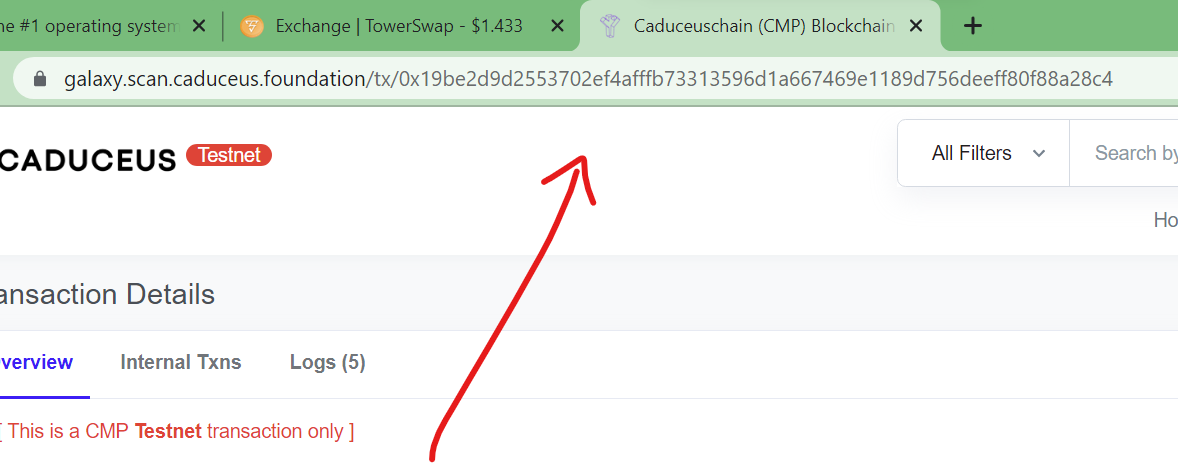 ne #1 operating system
Exchange | TowerSwap - $1.433
Caduceuschain (CMP) Blockchain
galaxy.scan.caduceus.foundation/tx/0x19be2d9d2553702ef4afffb73313596d1a667469e1189d756deeff80f88a28c4
CADUCEUS Testnet
All Filters
Search by
Ho
ansaction Details
verview
Internal Txns
Logs (5)
[ This is a CMP Testnet transaction only ]